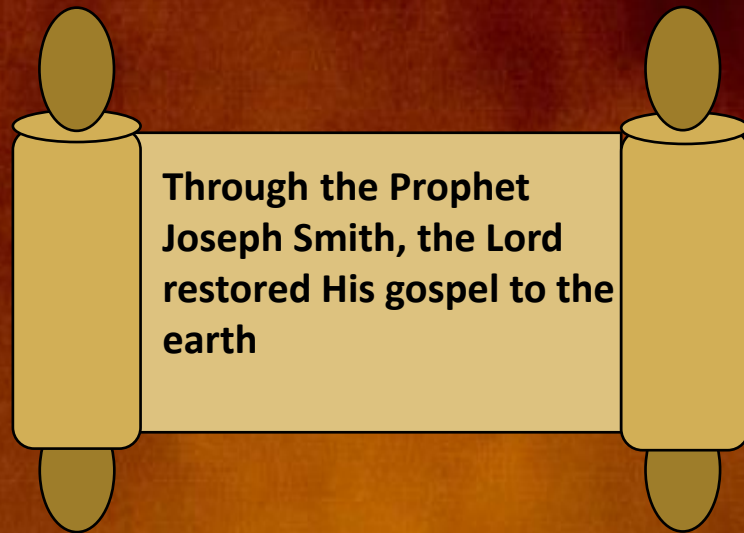 Through the Prophet
Joseph Smith, the Lord
restored His gospel to the
earth